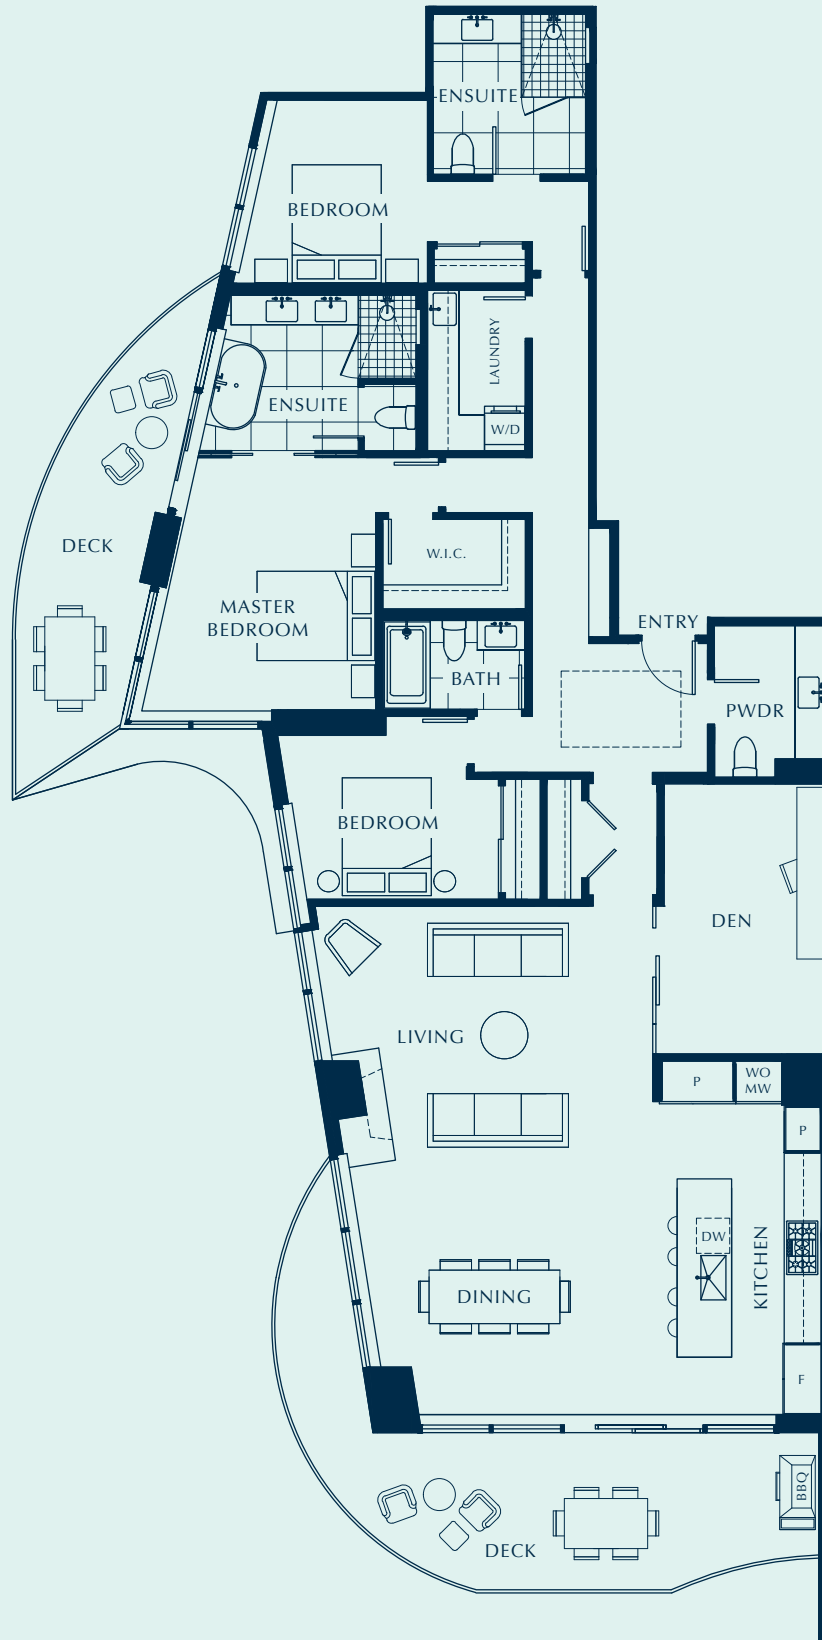 ENSUITE
BEDROOM
LAUNDRY
ENSUITE
W/D
DECK
W.I.C.
MASTER
BEDROOM
ENTRY
BATH
PWDR
BEDROOM
DEN
LIVING
P
WO
MW
P
DW
KITCHEN
DINING
F
BBQ
DECK